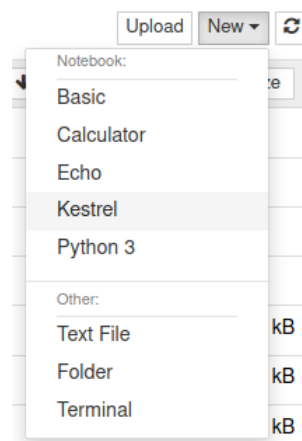 Upload New
Notebook:
Basic
Calculator
Echo
Kestrel
Python 3
Other:
Text File
kB
Folder
kB
Terminal
kB